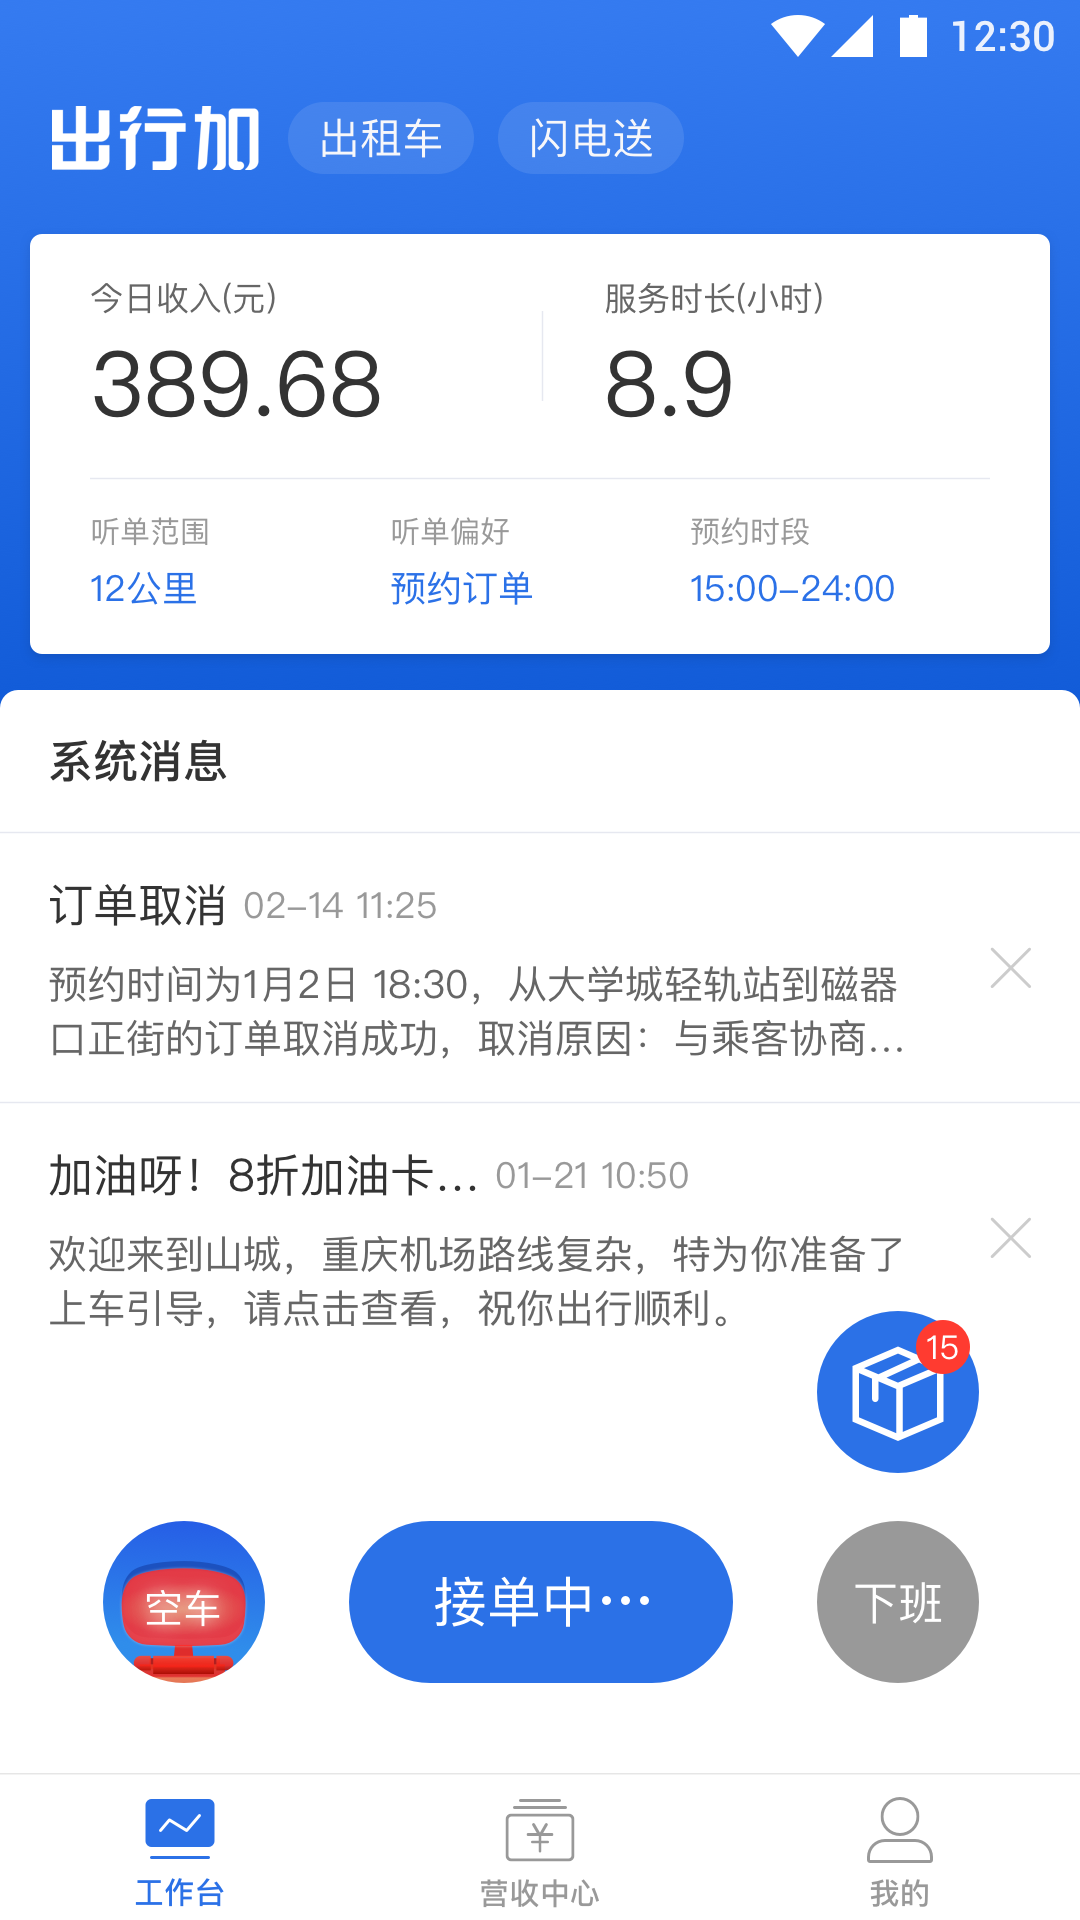 12:30
出行加 出租车 闪电送
今日收入(元) 服务时长(小时)
389.68 8.9
听单范围 听单偏好 预约时段
12公里 预约订单 15:00-24:00
系统消息
订单取消 02-14 11:25
预约时间为1月2日 18:30，从大学城轻轨站到磁器
口正街的订单取消成功，取消原因：与乘客协商...
加油呀！8折加油卡... 01-21 10:50
欢迎来到山城，重庆机场路线复杂，特为你准备了
上车引导，请点击查看，祝你出行顺利。
15
空车 接单中··· 下班
工作台 营收中心 我的